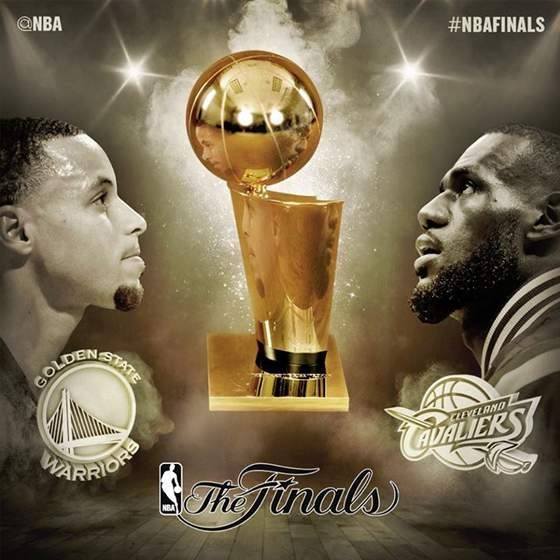 @NBA
#NBAFINALS
GOLDEN STATE
WARRIORS
CLEVELAND
CAVALIERS
NBA
The Finals